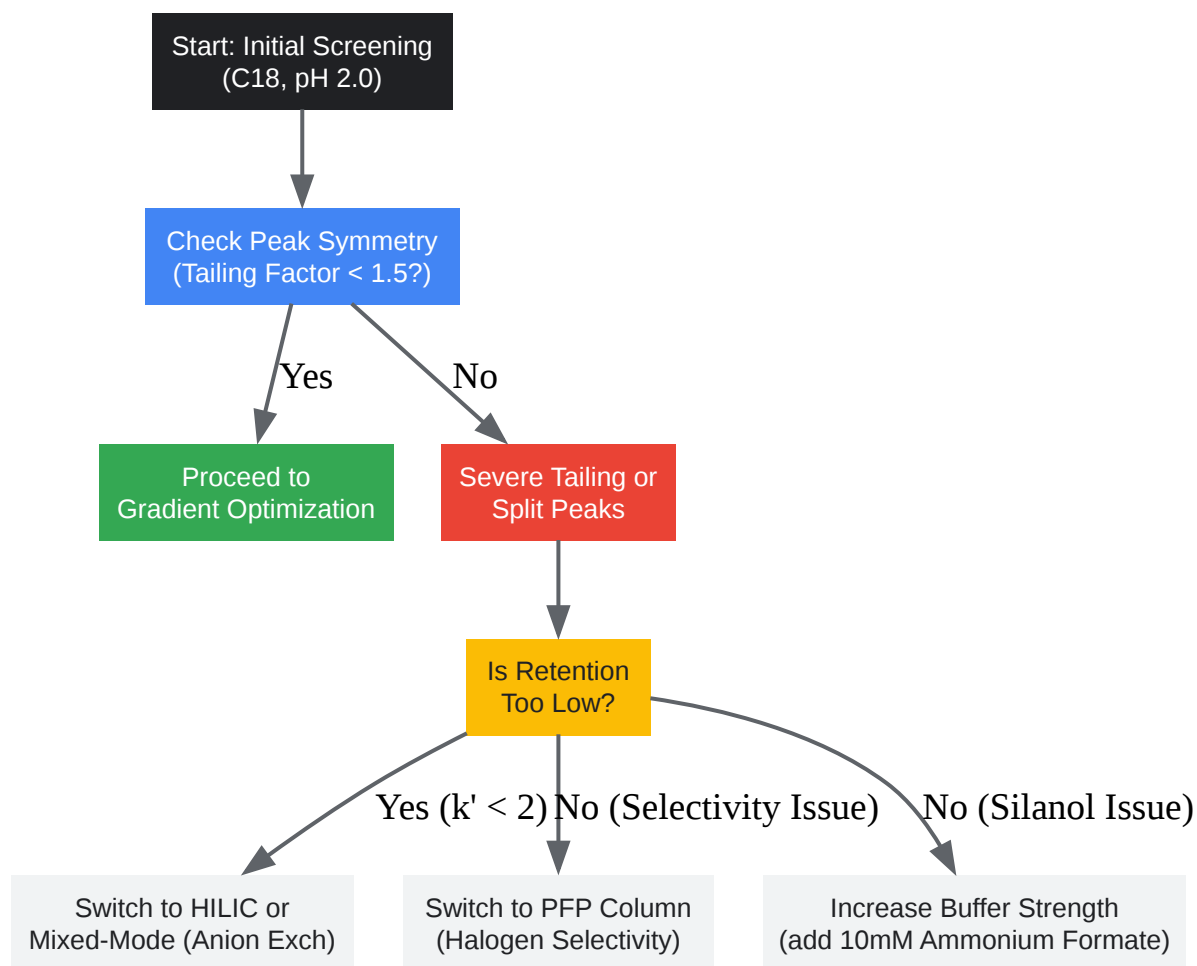 Start: Initial Screening
(C18, pH 2.0)
Check Peak Symmetry
(Tailing Factor < 1.5?)
Yes
No
Proceed to
Gradient Optimization
Severe Tailing or
Split Peaks
Is Retention
Too Low?
Yes (k' < 2)
No (Selectivity Issue)
No (Silanol Issue)
Switch to HILIC or
Mixed-Mode (Anion Exch)
Switch to PFP Column
(Halogen Selectivity)
Increase Buffer Strength
(add 10mM Ammonium Formate)